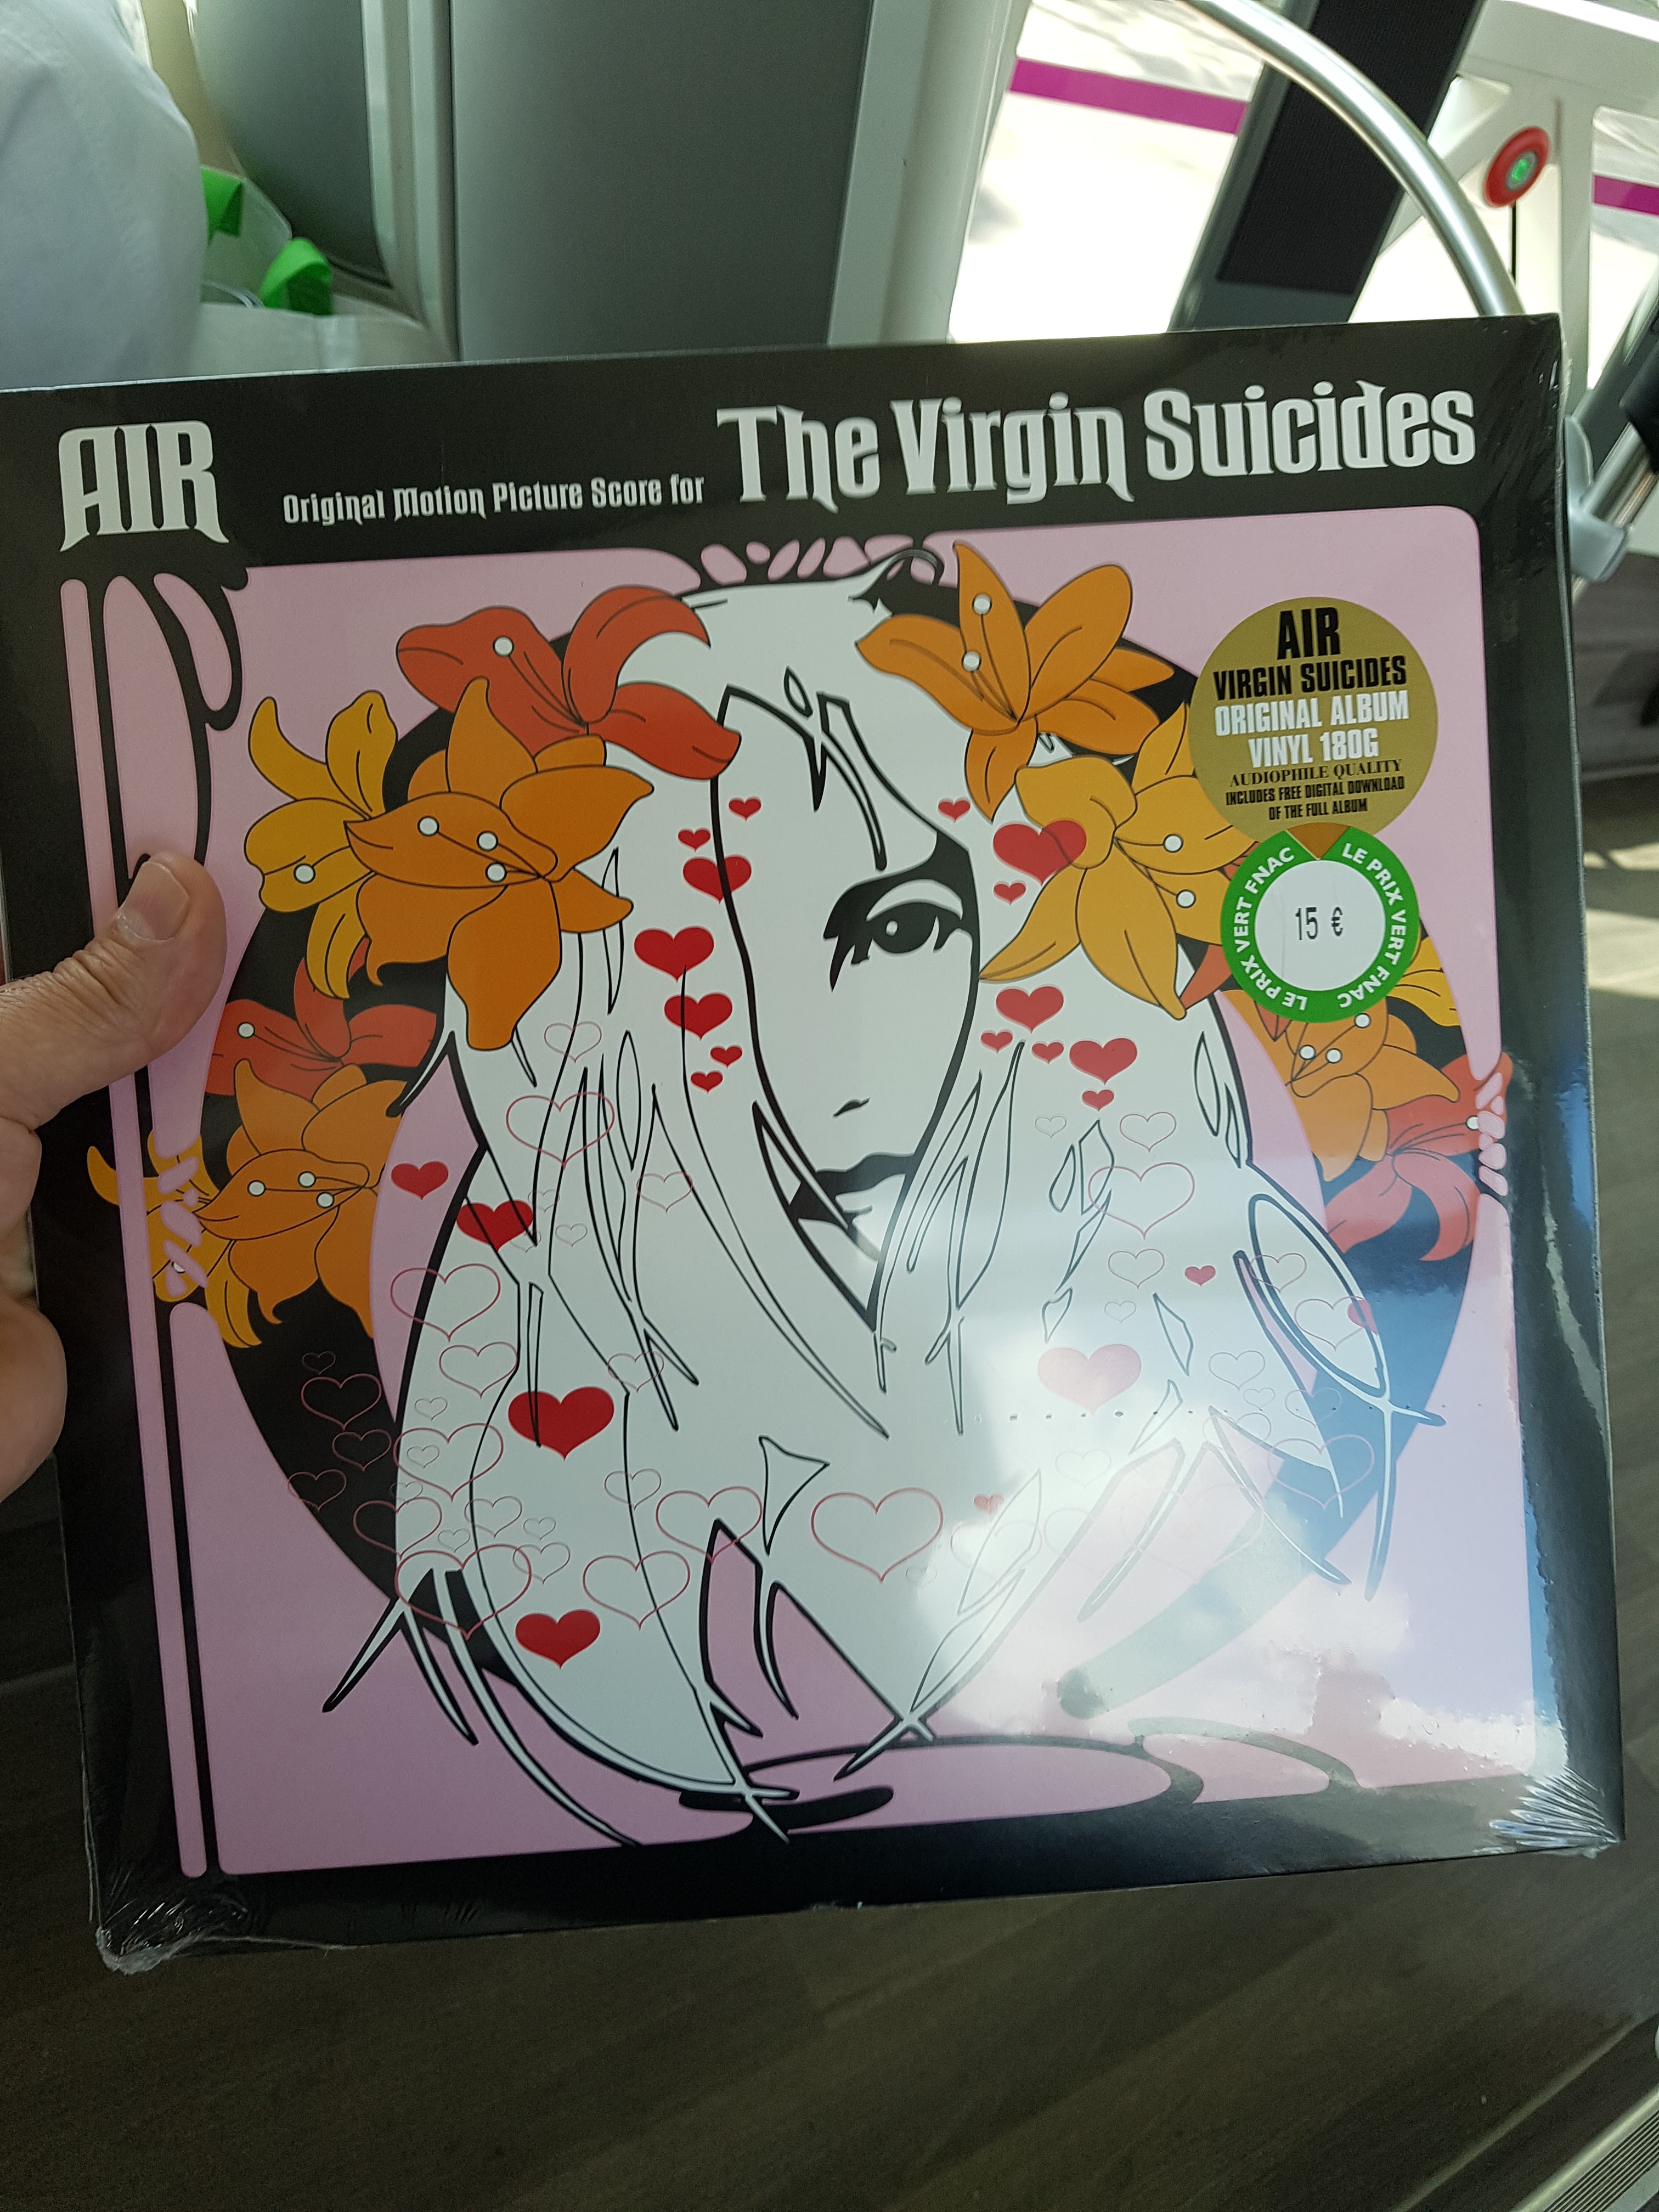 AIR
Original Motion Picture Score for The Virgin Suicides
AIR
VIRGIN SUICIDES
ORIGINAL ALBUM
VINYL 180G
AUDIOPHILE QUALITY
INCLUDES FREE DIGITAL DOWNLOAD
OF THE FULL ALBUM
LE PRIX VERT FNAC
LE PRIX VERT FNAC
15 €